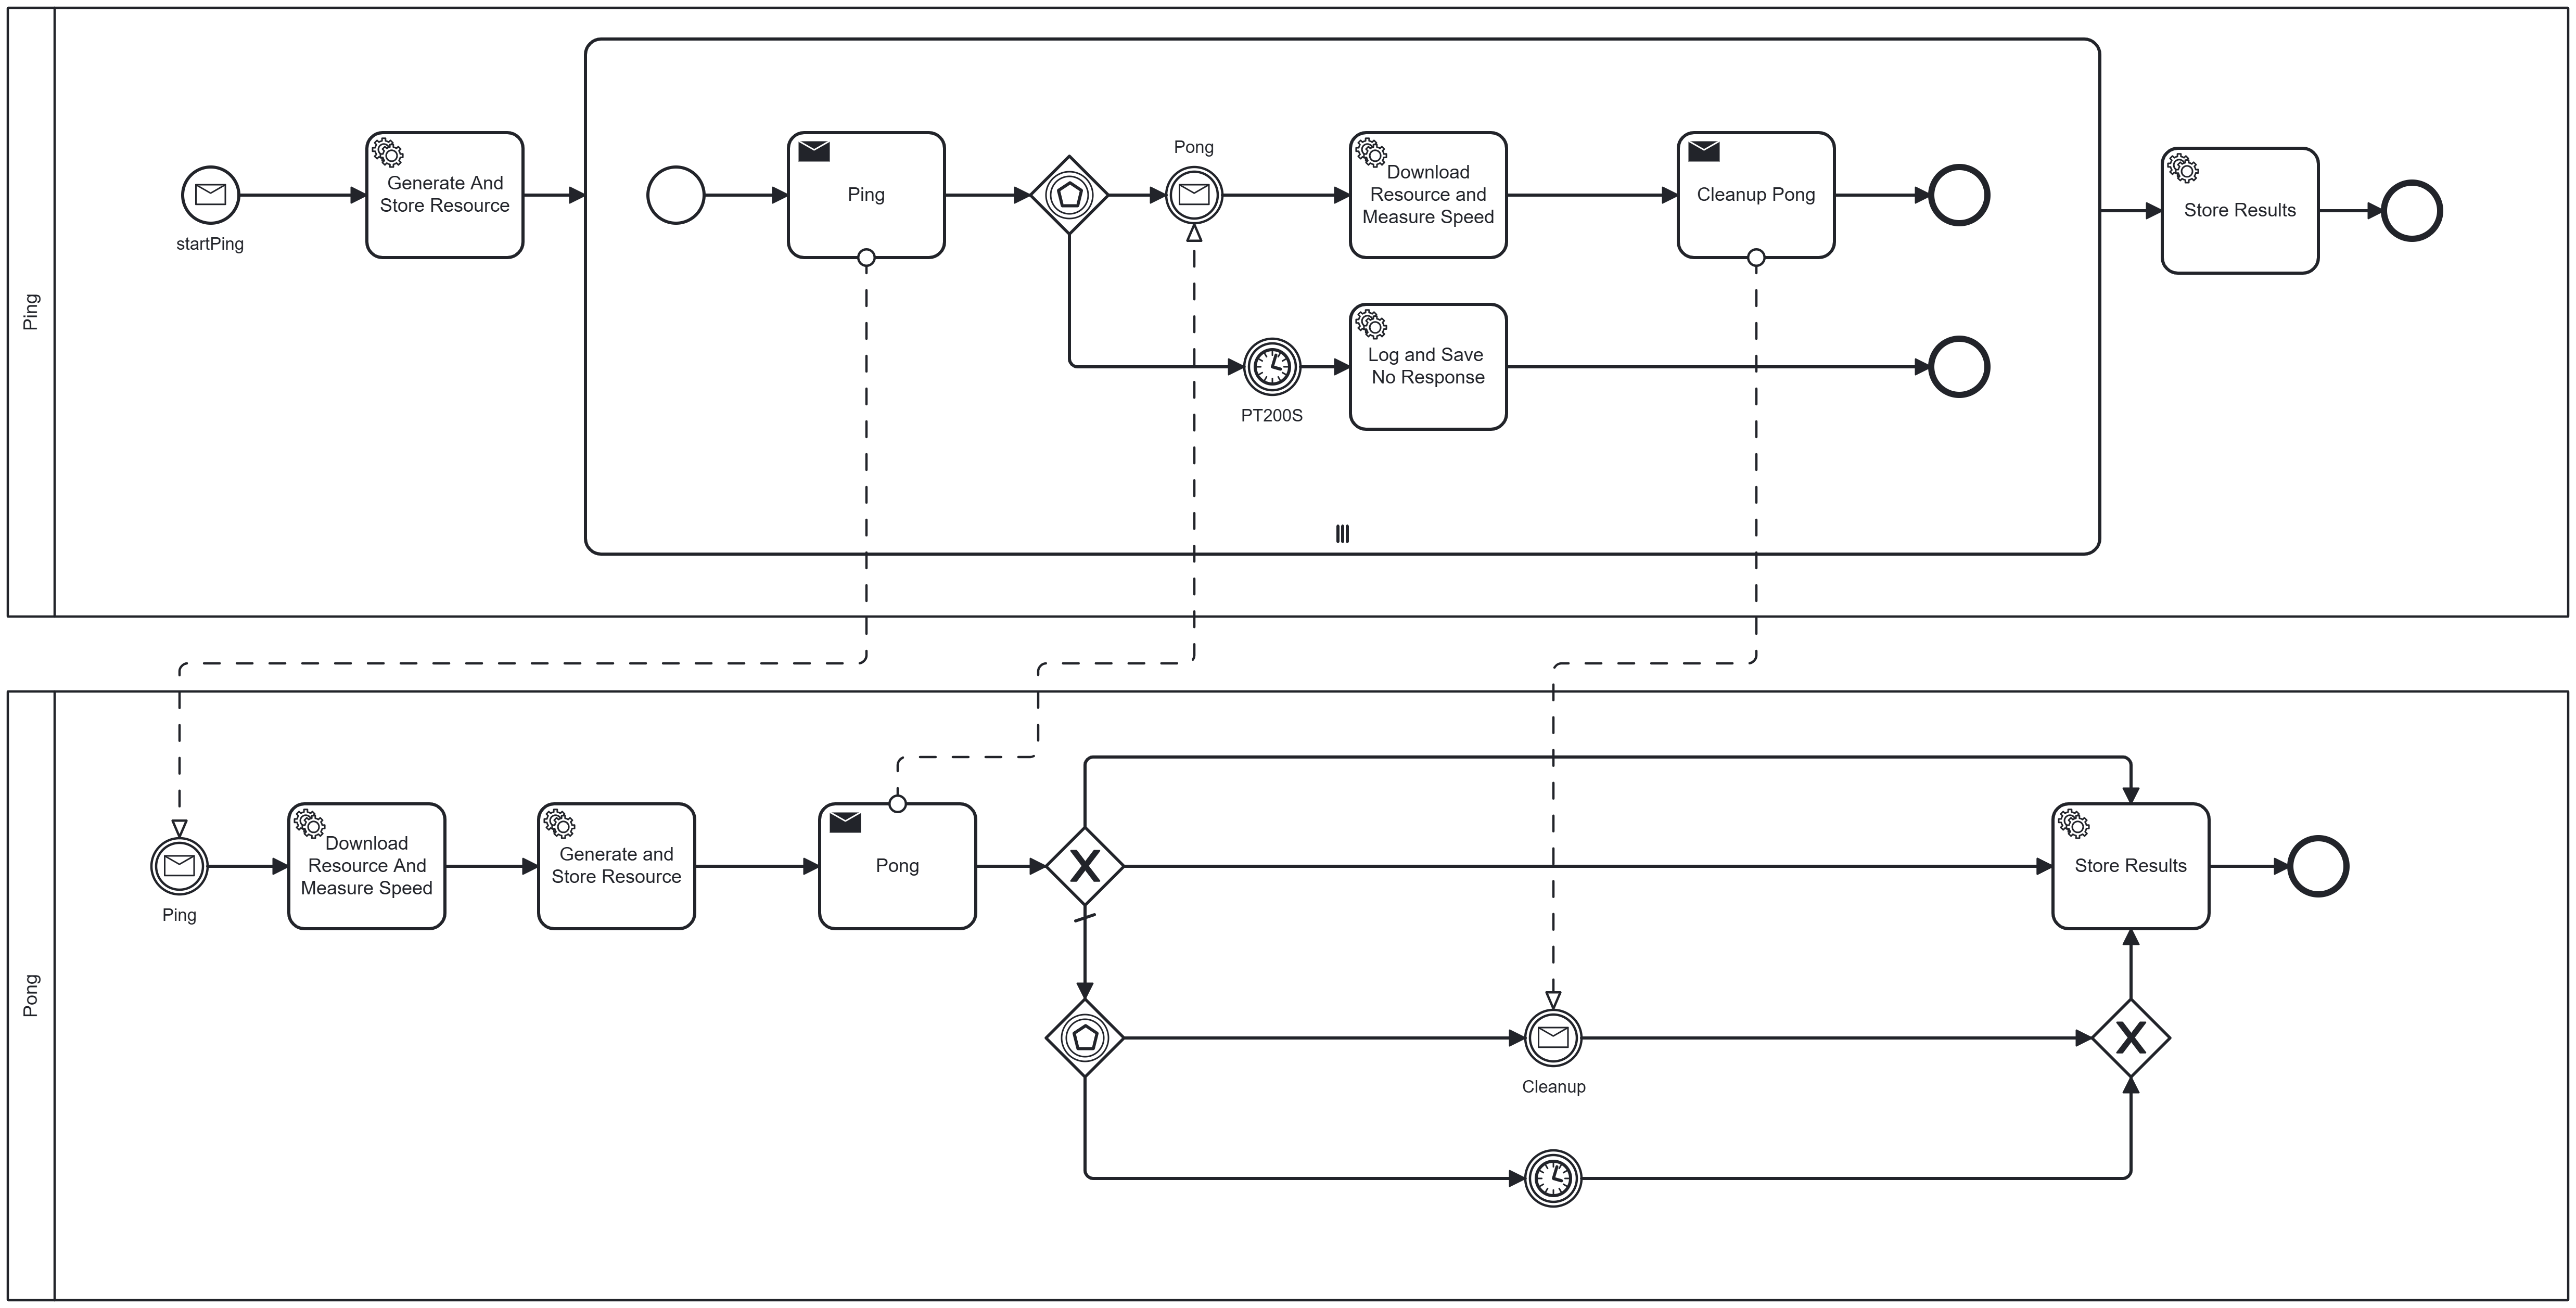 Ping
startPing
Generate And
Store Resource
Ping
Pong
Download
Resource and
Measure Speed
Cleanup Pong
Store Results
PT200S
Log and Save
No Response
Pong
Ping
Download
Resource And
Measure Speed
Generate and
Store Resource
Pong
Store Results
Cleanup